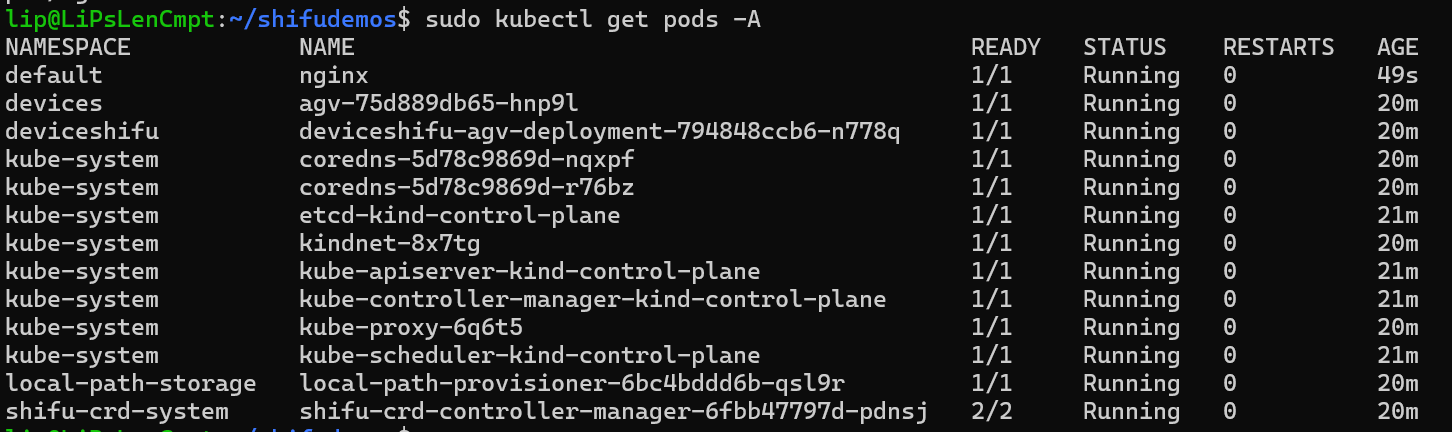 lip@LiPsLenCmpt:~/shifudemos$ sudo kubectl get pods -A
NAMESPACE            NAME                                            READY   STATUS    RESTARTS   AGE
default              nginx                                           1/1     Running   0          49s
devices              agv-75d889db65-hnp9l                            1/1     Running   0          20m
deviceshifu          deviceshifu-agv-deployment-794848ccb6-n778q     1/1     Running   0          20m
kube-system          coredns-5d78c9869d-nqxpf                        1/1     Running   0          20m
kube-system          coredns-5d78c9869d-r76bz                        1/1     Running   0          20m
kube-system          etcd-kind-control-plane                         1/1     Running   0          21m
kube-system          kindnet-8x7tg                                   1/1     Running   0          20m
kube-system          kube-apiserver-kind-control-plane               1/1     Running   0          21m
kube-system          kube-controller-manager-kind-control-plane      1/1     Running   0          21m
kube-system          kube-proxy-6q6t5                                1/1     Running   0          20m
kube-system          kube-scheduler-kind-control-plane               1/1     Running   0          21m
local-path-storage   local-path-provisioner-6bc4bddd6b-qsl9r         1/1     Running   0          20m
shifu-crd-system     shifu-crd-controller-manager-6fbb47797d-pdnsj   2/2     Running   0          20m